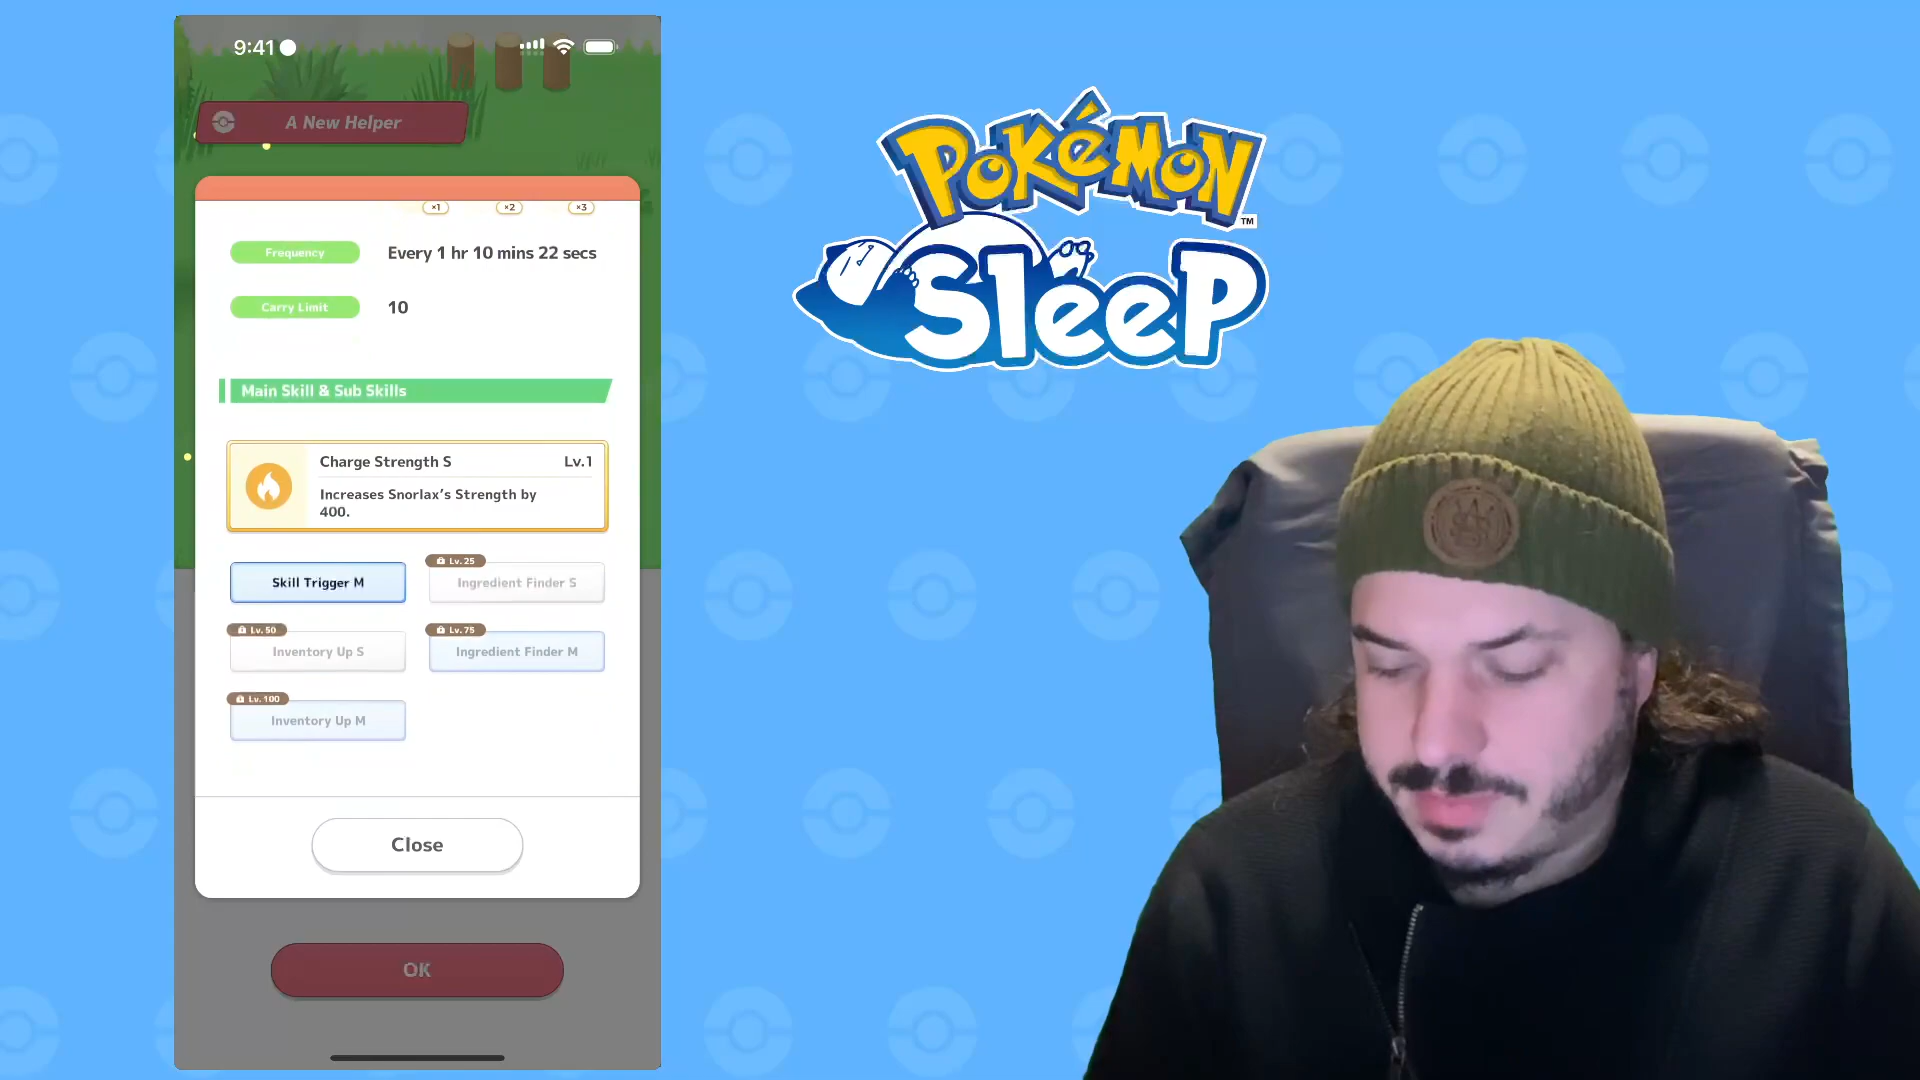 9:41
A New Helper
×1 ×2 ×3
Frequency Every 1 hr 10 mins 22 secs
Carry Limit 10
Main Skill & Sub Skills
Charge Strength S Lv.1
Increases Snorlax's Strength by
400.
Skill Trigger M
Lv.25
Ingredient Finder S
Lv.50
Inventory Up S
Lv.75
Ingredient Finder M
Lv.100
Inventory Up M
Close
OK
POKéMON
TM
Sleep